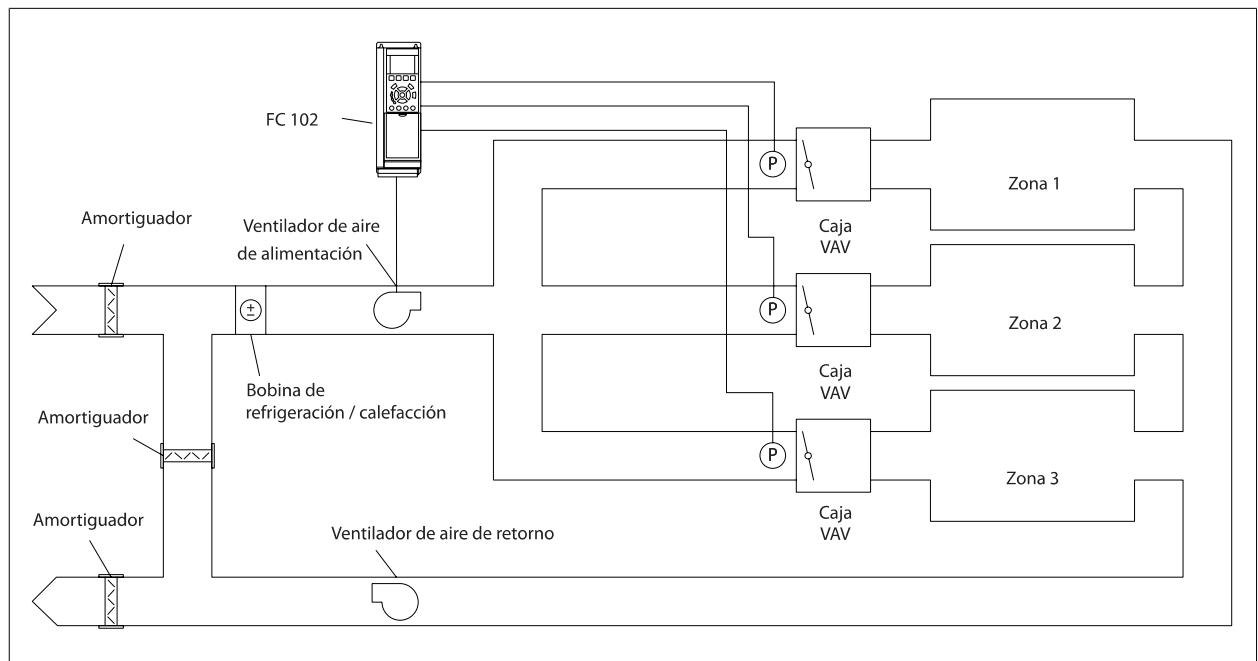 FC 102
P
Zona 1
Amortiguador
Ventilador de aire
de alimentación
Caja
VAV
±
P
Zona 2
Bobina de
refrigeración / calefacción
Caja
VAV
Amortiguador
P
Zona 3
Amortiguador
Ventilador de aire de retorno
Caja
VAV